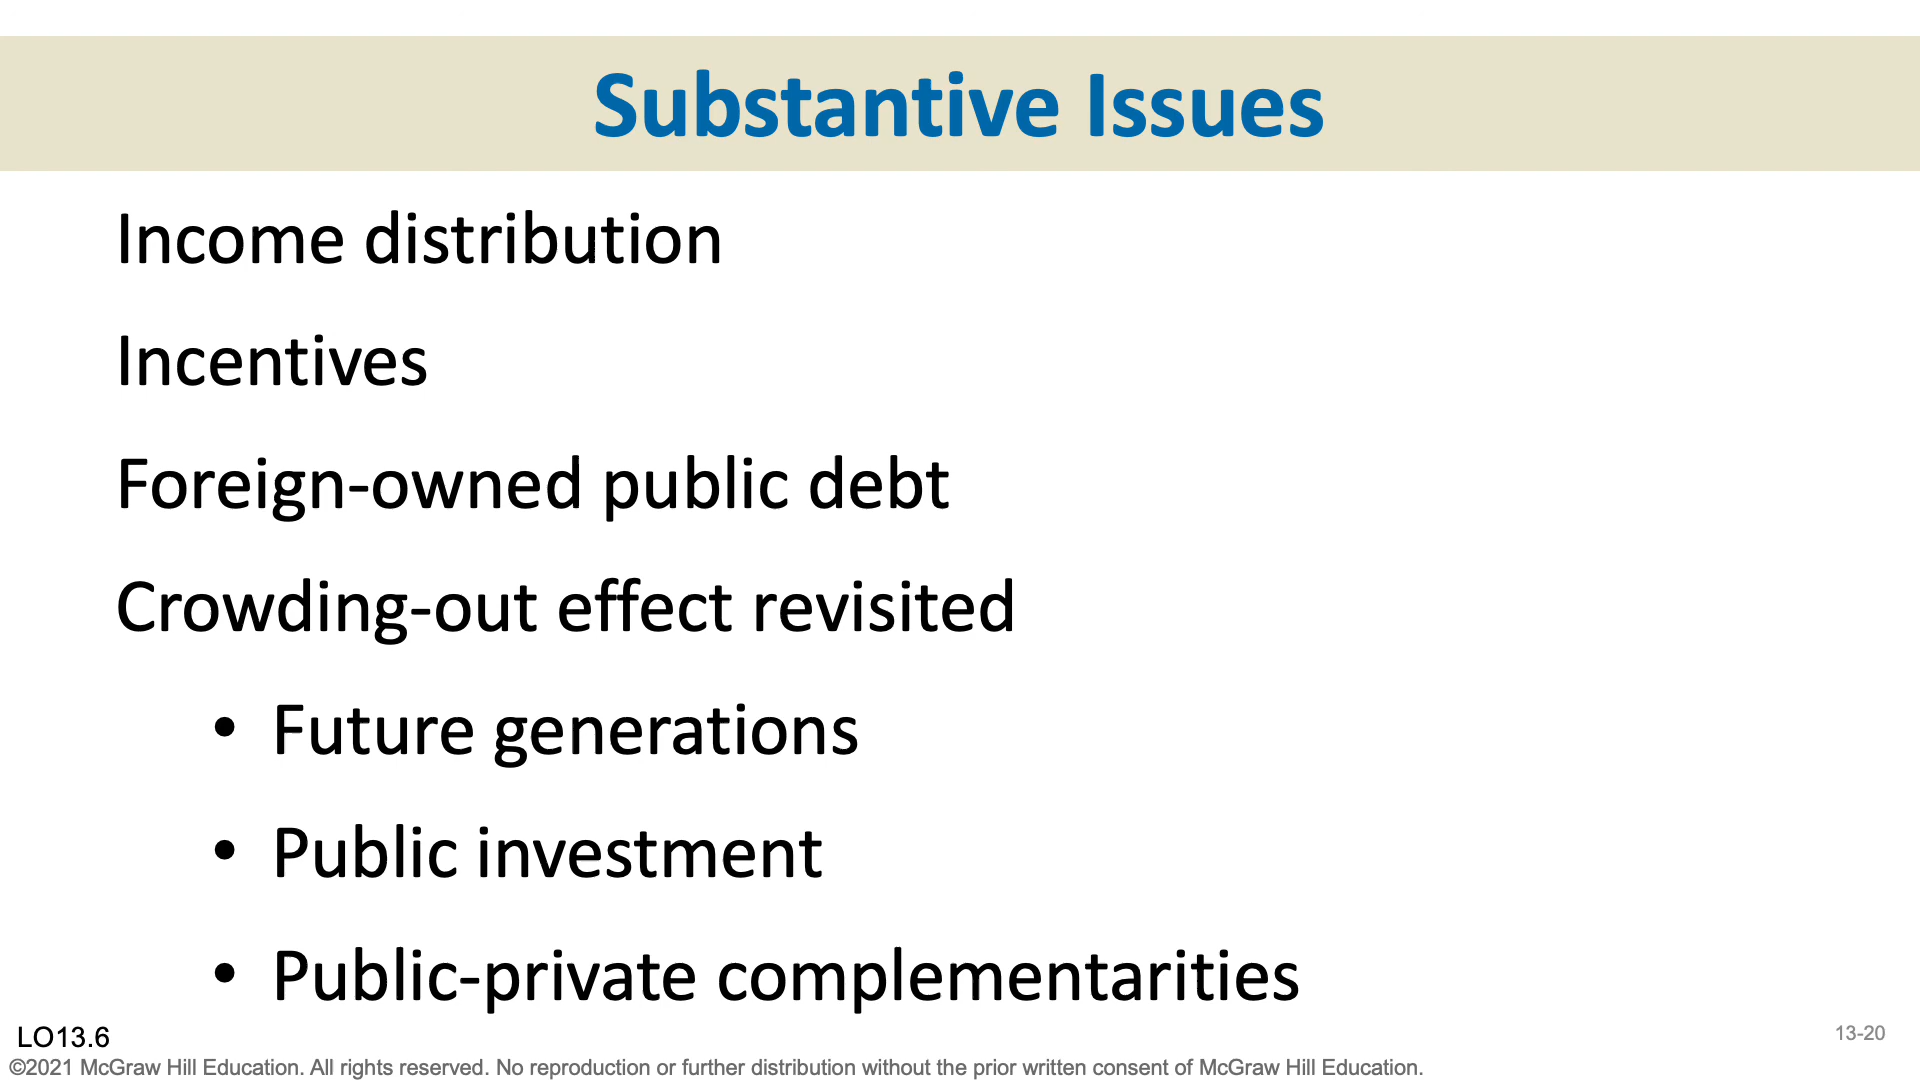 Substantive Issues
Income distribution
Incentives
Foreign-owned public debt
Crowding-out effect revisited
• Future generations
• Public investment
• Public-private complementarities
LO13.6
13-20
©2021 McGraw Hill Education. All rights reserved. No reproduction or further distribution without the prior written consent of McGraw Hill Education.